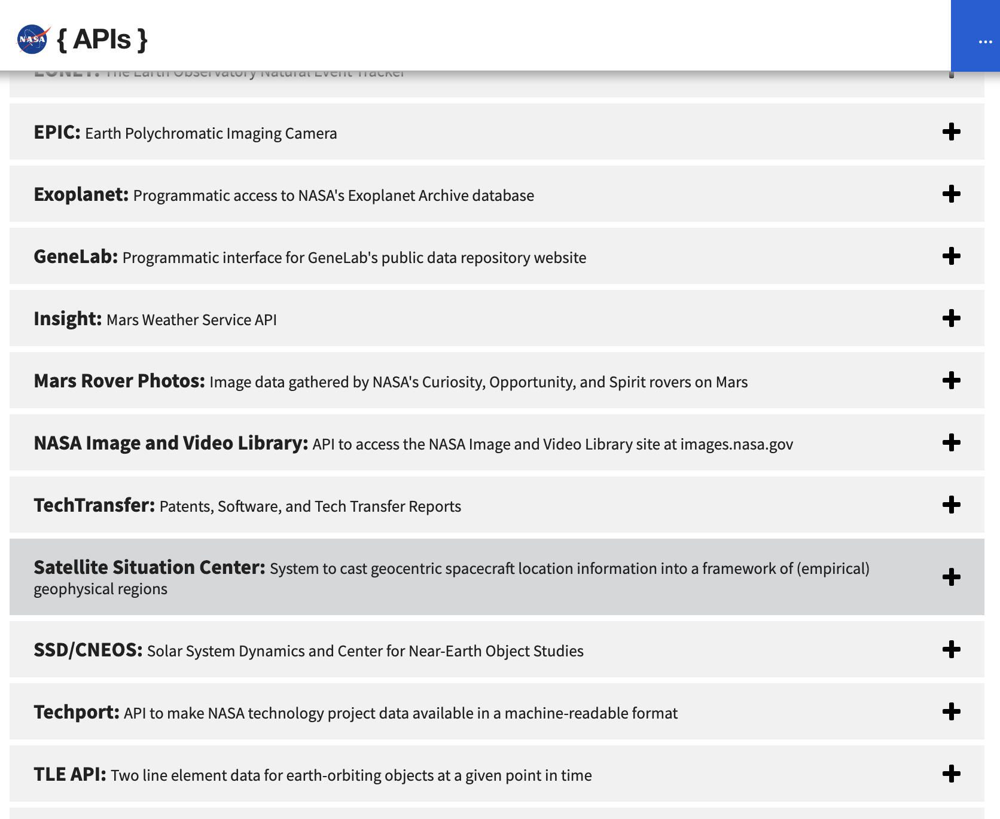 NASA { APIs }
...
EONET: The Earth Observatory Natural Event Tracker
EPIC: Earth Polychromatic Imaging Camera
Exoplanet: Programmatic access to NASA's Exoplanet Archive database
GeneLab: Programmatic interface for GeneLab's public data repository website
Insight: Mars Weather Service API
Mars Rover Photos: Image data gathered by NASA's Curiosity, Opportunity, and Spirit rovers on Mars
NASA Image and Video Library: API to access the NASA Image and Video Library site at images.nasa.gov
TechTransfer: Patents, Software, and Tech Transfer Reports
Satellite Situation Center: System to cast geocentric spacecraft location information into a framework of (empirical)
geophysical regions
SSD/CNEOS: Solar System Dynamics and Center for Near-Earth Object Studies
Techport: API to make NASA technology project data available in a machine-readable format
TLE API: Two line element data for earth-orbiting objects at a given point in time